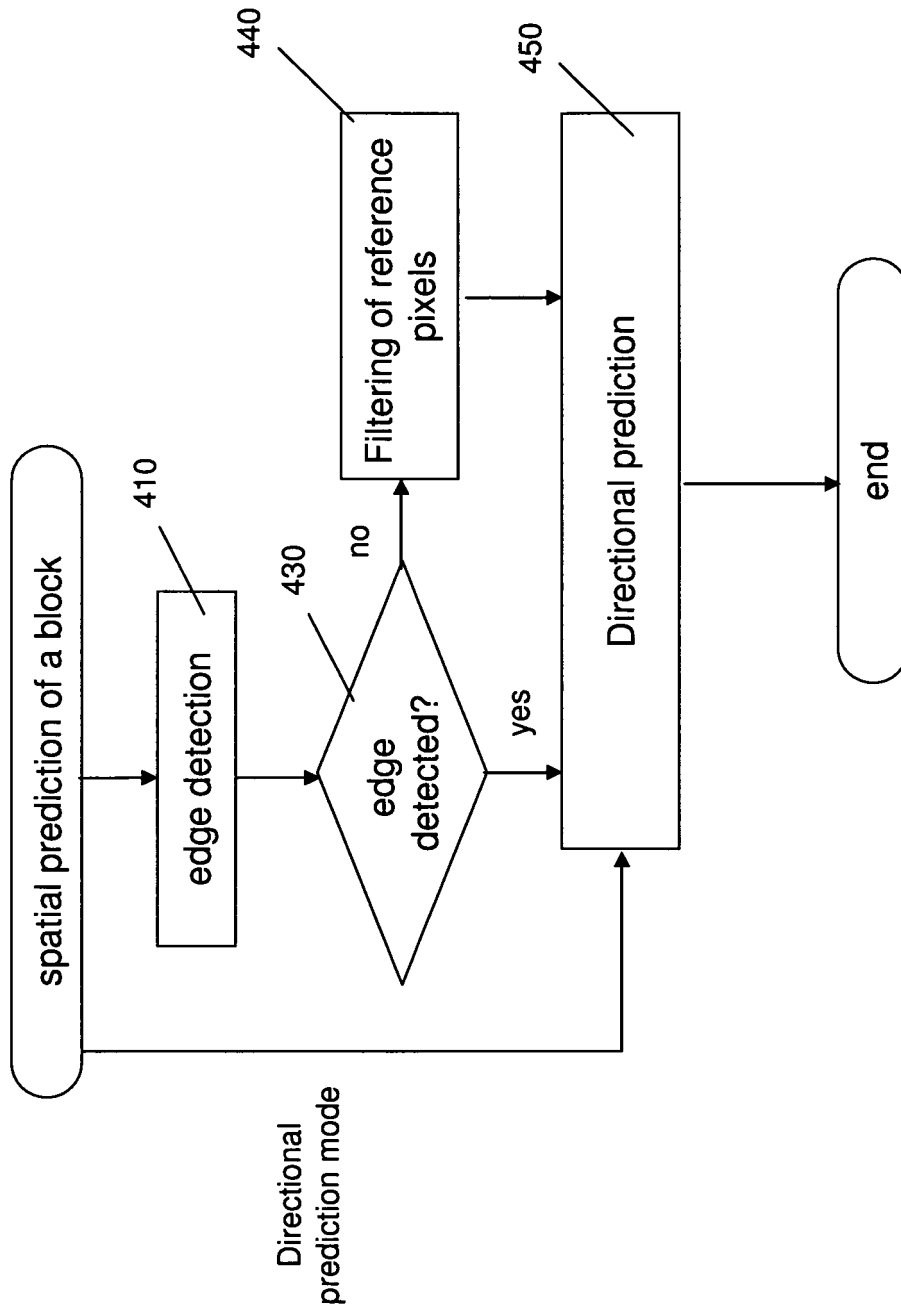 spatial prediction of a block
410
edge detection
430
edge
detected?
no
yes
440
Filtering of reference
pixels
Directional
prediction mode
450
Directional prediction
end